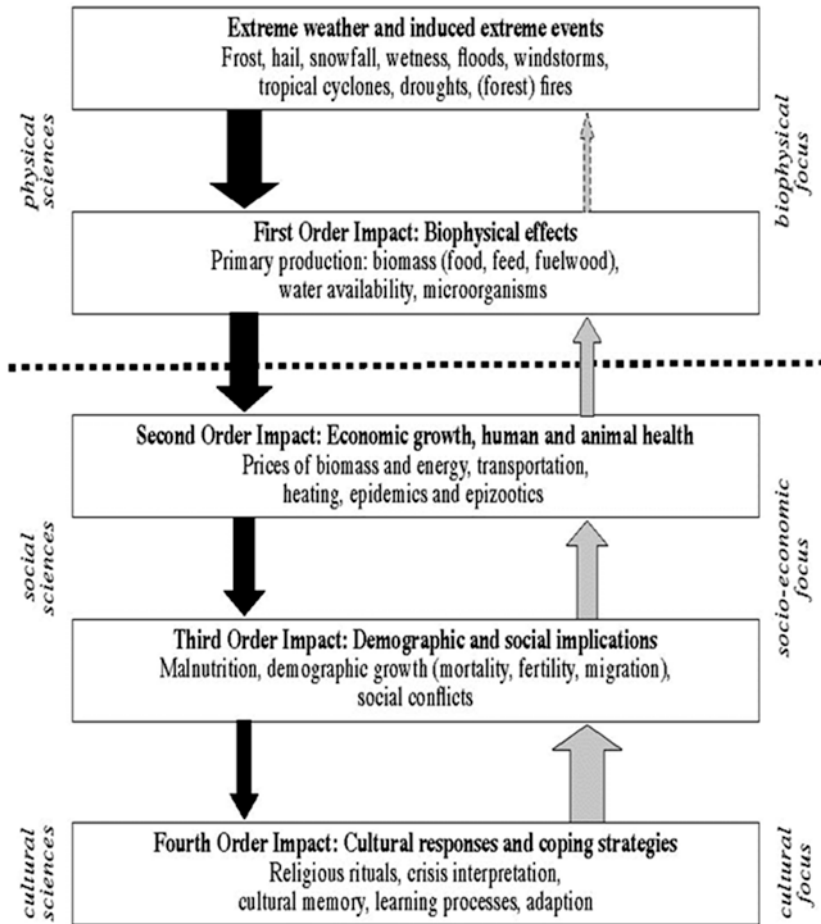 Extreme weather and induced extreme events
Frost, hail, snowfall, wetness, floods, windstorms,
tropical cyclones, droughts, (forest) fires
physical
sciences
biophysical
focus
First Order Impact: Biophysical effects
Primary production: biomass (food, feed, fuelwood),
water availability, microorganisms
Second Order Impact: Economic growth, human and animal health
Prices of biomass and energy, transportation,
heating, epidemics and epizootics
social
sciences
socio-economic
focus
Third Order Impact: Demographic and social implications
Malnutrition, demographic growth (mortality, fertility, migration),
social conflicts
cultural
sciences
cultural
focus
Fourth Order Impact: Cultural responses and coping strategies
Religious rituals, crisis interpretation,
cultural memory, learning processes, adaption